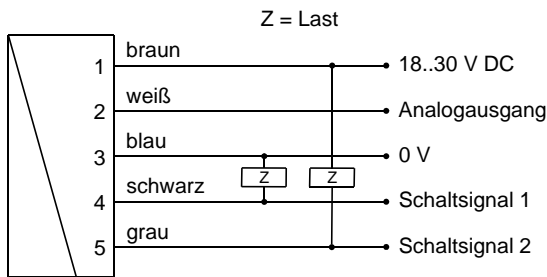 Z = Last
1 braun 18..30 V DC
2 weiß Analogausgang
3 blau 0 V
Z Z
4 schwarz Schaltsignal 1
5 grau Schaltsignal 2